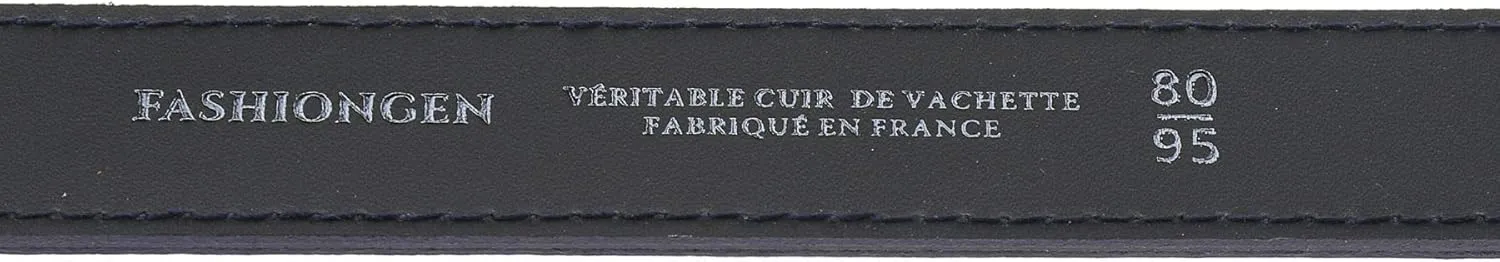 FASHIONGEN
VÉRITABLE CUIR DE VACHETTE
FABRIQUÉ EN FRANCE
80
95